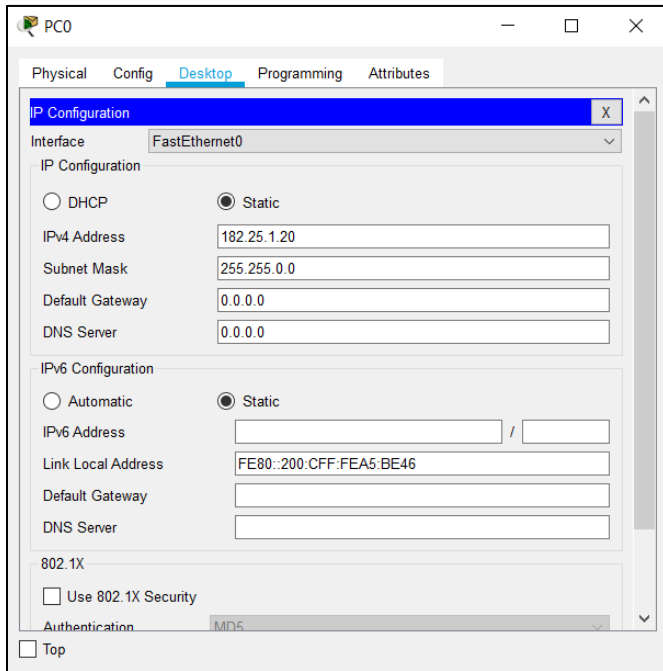 PC0
Physical Config Desktop Programming Attributes
IP Configuration X
Interface FastEthernet0
IP Configuration
DHCP Static
IPv4 Address 182.25.1.20
Subnet Mask 255.255.0.0
Default Gateway 0.0.0.0
DNS Server 0.0.0.0
IPv6 Configuration
Automatic Static
IPv6 Address /
Link Local Address FE80::200:CFF:FEA5:BE46
Default Gateway
DNS Server
802.1X
Use 802.1X Security
Authentication MD5
Top